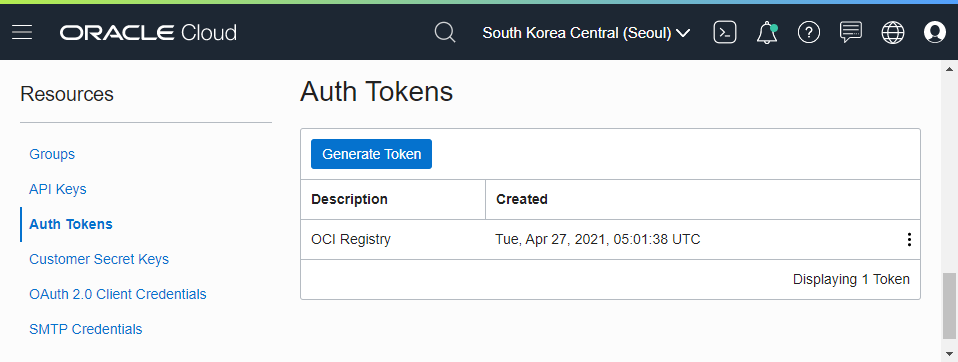 ORACLE Cloud
South Korea Central (Seoul)
Resources
Groups
API Keys
Auth Tokens
Customer Secret Keys
OAuth 2.0 Client Credentials
SMTP Credentials
Auth Tokens
Generate Token
Description Created
OCI Registry Tue, Apr 27, 2021, 05:01:38 UTC
Displaying 1 Token